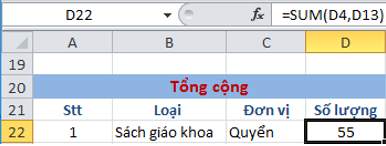 D22 fx =SUM(D4,D13)
A B C D
19
20 Tổng cộng
21 Stt Loại Đơn vị Số lượng
22 1 Sách giáo khoa Quyển 55